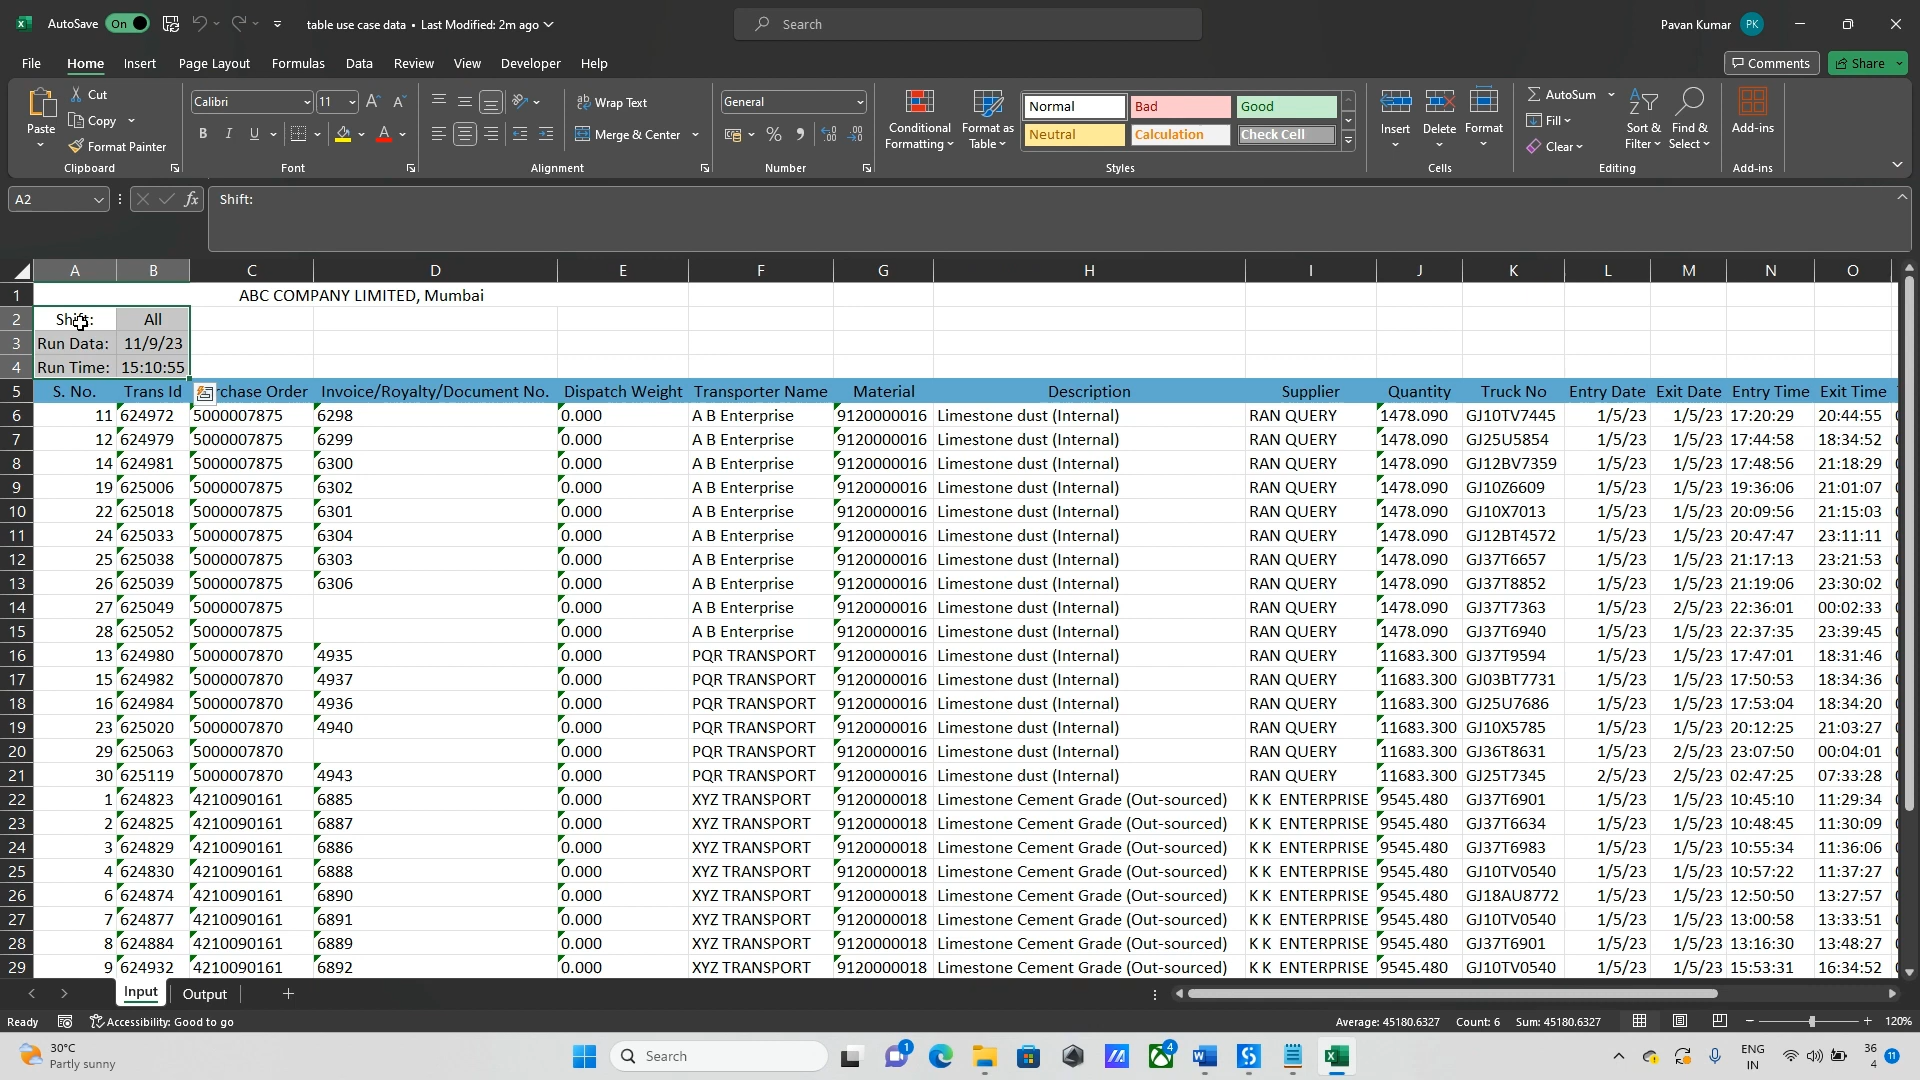 AutoSave On table use case data • Last Modified: 2m ago Search Pavan Kumar PK
File Home Insert Page Layout Formulas Data Review View Developer Help Comments Share
Paste Cut Copy Format Painter Clipboard
Calibri 11 B I U A Font
Wrap Text Merge & Center Alignment
General % Number
Conditional Formatting Format as Table Normal Bad Good Neutral Calculation Check Cell Styles
Insert Delete Format Cells
AutoSum Fill Clear Sort & Filter Find & Select Editing
Add-ins Add-ins
A2 fx Shift:
A B C D E F G H I J K L M N O
1 ABC COMPANY LIMITED, Mumbai
2 Shift: All
3 Run Data: 11/9/23
4 Run Time: 15:10:55
5 S. No. Trans Id rchase Order Invoice/Royalty/Document No. Dispatch Weight Transporter Name Material Description Supplier Quantity Truck No Entry Date Exit Date Entry Time Exit Time
6 11 624972 5000007875 6298 0.000 A B Enterprise 9120000016 Limestone dust (Internal) RAN QUERY 1478.090 GJ10TV7445 1/5/23 1/5/23 17:20:29 20:44:55
7 12 624979 5000007875 6299 0.000 A B Enterprise 9120000016 Limestone dust (Internal) RAN QUERY 1478.090 GJ25U5854 1/5/23 1/5/23 17:44:58 18:34:52
8 14 624981 5000007875 6300 0.000 A B Enterprise 9120000016 Limestone dust (Internal) RAN QUERY 1478.090 GJ12BV7359 1/5/23 1/5/23 17:48:56 21:18:29
9 19 625006 5000007875 6302 0.000 A B Enterprise 9120000016 Limestone dust (Internal) RAN QUERY 1478.090 GJ10Z6609 1/5/23 1/5/23 19:36:06 21:01:07
10 22 625018 5000007875 6301 0.000 A B Enterprise 9120000016 Limestone dust (Internal) RAN QUERY 1478.090 GJ10X7013 1/5/23 1/5/23 20:09:56 21:15:03
11 24 625033 5000007875 6304 0.000 A B Enterprise 9120000016 Limestone dust (Internal) RAN QUERY 1478.090 GJ12BT4572 1/5/23 1/5/23 20:47:47 23:11:11
12 25 625038 5000007875 6303 0.000 A B Enterprise 9120000016 Limestone dust (Internal) RAN QUERY 1478.090 GJ37T6657 1/5/23 1/5/23 21:17:13 23:21:53
13 26 625039 5000007875 6306 0.000 A B Enterprise 9120000016 Limestone dust (Internal) RAN QUERY 1478.090 GJ37T8852 1/5/23 1/5/23 21:19:06 23:30:02
14 27 625049 5000007875 0.000 A B Enterprise 9120000016 Limestone dust (Internal) RAN QUERY 1478.090 GJ37T7363 1/5/23 2/5/23 22:36:01 00:02:33
15 28 625052 5000007875 0.000 A B Enterprise 9120000016 Limestone dust (Internal) RAN QUERY 1478.090 GJ37T6940 1/5/23 1/5/23 22:37:35 23:39:45
16 13 624980 5000007870 4935 0.000 PQR TRANSPORT 9120000016 Limestone dust (Internal) RAN QUERY 11683.300 GJ37T9594 1/5/23 1/5/23 17:47:01 18:31:46
17 15 624982 5000007870 4937 0.000 PQR TRANSPORT 9120000016 Limestone dust (Internal) RAN QUERY 11683.300 GJ03BT7731 1/5/23 1/5/23 17:50:53 18:34:36
18 16 624984 5000007870 4936 0.000 PQR TRANSPORT 9120000016 Limestone dust (Internal) RAN QUERY 11683.300 GJ25U7686 1/5/23 1/5/23 17:53:04 18:34:20
19 23 625020 5000007870 4940 0.000 PQR TRANSPORT 9120000016 Limestone dust (Internal) RAN QUERY 11683.300 GJ10X5785 1/5/23 1/5/23 20:12:25 21:03:27
20 29 625063 5000007870 0.000 PQR TRANSPORT 9120000016 Limestone dust (Internal) RAN QUERY 11683.300 GJ36T8631 1/5/23 2/5/23 23:07:50 00:04:01
21 30 625119 5000007870 4943 0.000 PQR TRANSPORT 9120000016 Limestone dust (Internal) RAN QUERY 11683.300 GJ25T7345 2/5/23 2/5/23 02:47:25 07:33:28
22 1 624823 4210090161 6885 0.000 XYZ TRANSPORT 9120000018 Limestone Cement Grade (Out-sourced) K K ENTERPRISE 9545.480 GJ37T6901 1/5/23 1/5/23 10:45:10 11:29:34
23 2 624825 4210090161 6887 0.000 XYZ TRANSPORT 9120000018 Limestone Cement Grade (Out-sourced) K K ENTERPRISE 9545.480 GJ37T6634 1/5/23 1/5/23 10:48:45 11:30:09
24 3 624829 4210090161 6886 0.000 XYZ TRANSPORT 9120000018 Limestone Cement Grade (Out-sourced) K K ENTERPRISE 9545.480 GJ37T6983 1/5/23 1/5/23 10:55:34 11:36:06
25 4 624830 4210090161 6888 0.000 XYZ TRANSPORT 9120000018 Limestone Cement Grade (Out-sourced) K K ENTERPRISE 9545.480 GJ10TV0540 1/5/23 1/5/23 10:57:22 11:37:27
26 6 624874 4210090161 6890 0.000 XYZ TRANSPORT 9120000018 Limestone Cement Grade (Out-sourced) K K ENTERPRISE 9545.480 GJ18AU8772 1/5/23 1/5/23 12:50:50 13:27:57
27 7 624877 4210090161 6891 0.000 XYZ TRANSPORT 9120000018 Limestone Cement Grade (Out-sourced) K K ENTERPRISE 9545.480 GJ10TV0540 1/5/23 1/5/23 13:00:58 13:33:51
28 8 624884 4210090161 6889 0.000 XYZ TRANSPORT 9120000018 Limestone Cement Grade (Out-sourced) K K ENTERPRISE 9545.480 GJ37T6901 1/5/23 1/5/23 13:16:30 13:48:27
29 9 624932 4210090161 6892 0.000 XYZ TRANSPORT 9120000018 Limestone Cement Grade (Out-sourced) K K ENTERPRISE 9545.480 GJ10TV0540 1/5/23 1/5/23 15:53:31 16:34:52
Input Output
Ready Accessibility: Good to go Average: 45180.6327 Count: 6 Sum: 45180.6327 120%
30°C
Partly sunny
Search 1 4
ENG
IN
36
4
11